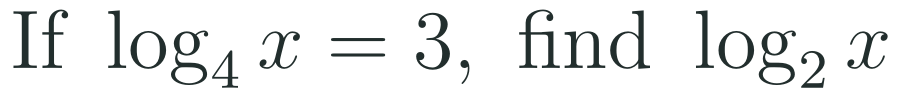 If log₄ x = 3, find log₂ x